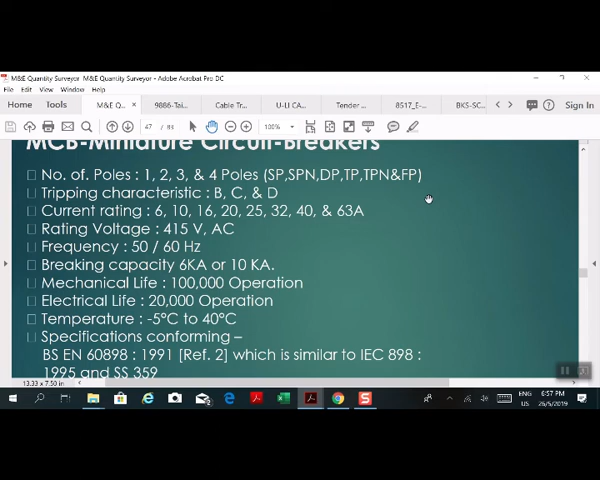 M&E Quantity Surveyor M&E Quantity Surveyor - Adobe Acrobat Pro DC
File Edit View Window Help
Home Tools M&E Q... × 9886-Tai... Cable Tr... U-LI CA... Tender ... 8517_E-... BK5-SC... Sign In
47 / 100%
MCB-Miniature Circuit-Breakers
No. of. Poles : 1, 2, 3, & 4 Poles (SP,SPN,DP,TP,TPN&FP)
Tripping characteristic : B, C, & D
Current rating : 6, 10, 16, 20, 25, 32, 40, & 63A
Rating Voltage : 415 V, AC
Frequency : 50 / 60 Hz
Breaking capacity 6KA or 10 KA.
Mechanical Life : 100,000 Operation
Electrical Life : 20,000 Operation
Temperature : -5°C to 40°C
Specifications conforming –
BS EN 60898 : 1991 [Ref. 2] which is similar to IEC 898 :
1995 and SS 359
13.33 x 7.50 in
ENG 6:57 PM
US 26/5/2019